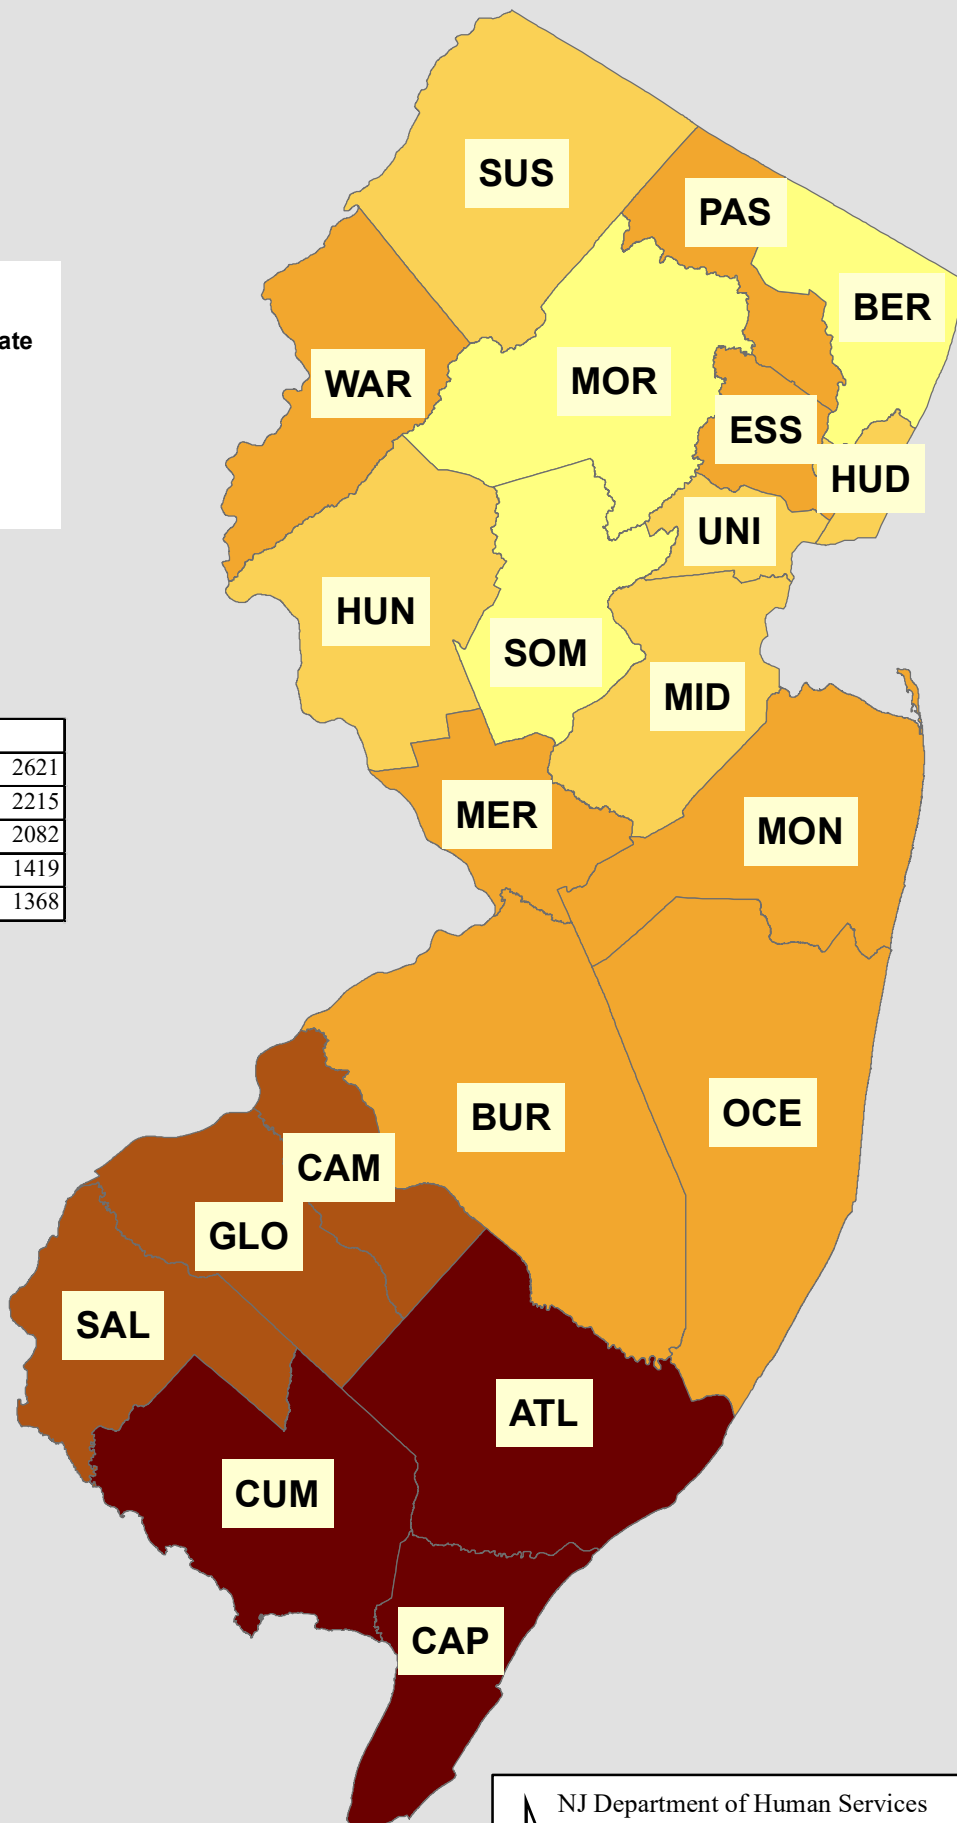 SUS
PAS
BER
ate
WAR
MOR
ESS
HUD
UNI
HUN
SOM
MID
2621
2215
2082
1419
1368
MER
MON
BUR
OCE
CAM
GLO
SAL
ATL
CUM
CAP
NJ Department of Human Services